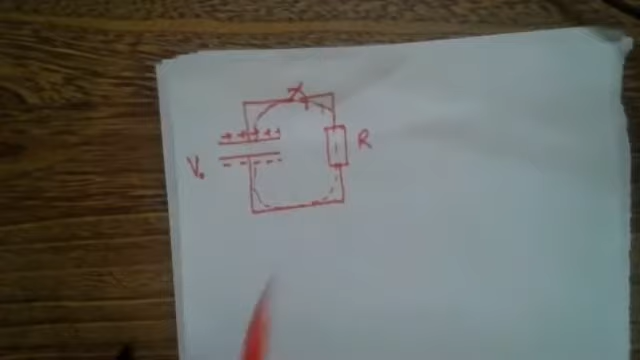 + + + + +
V₀
- - - - - -
R